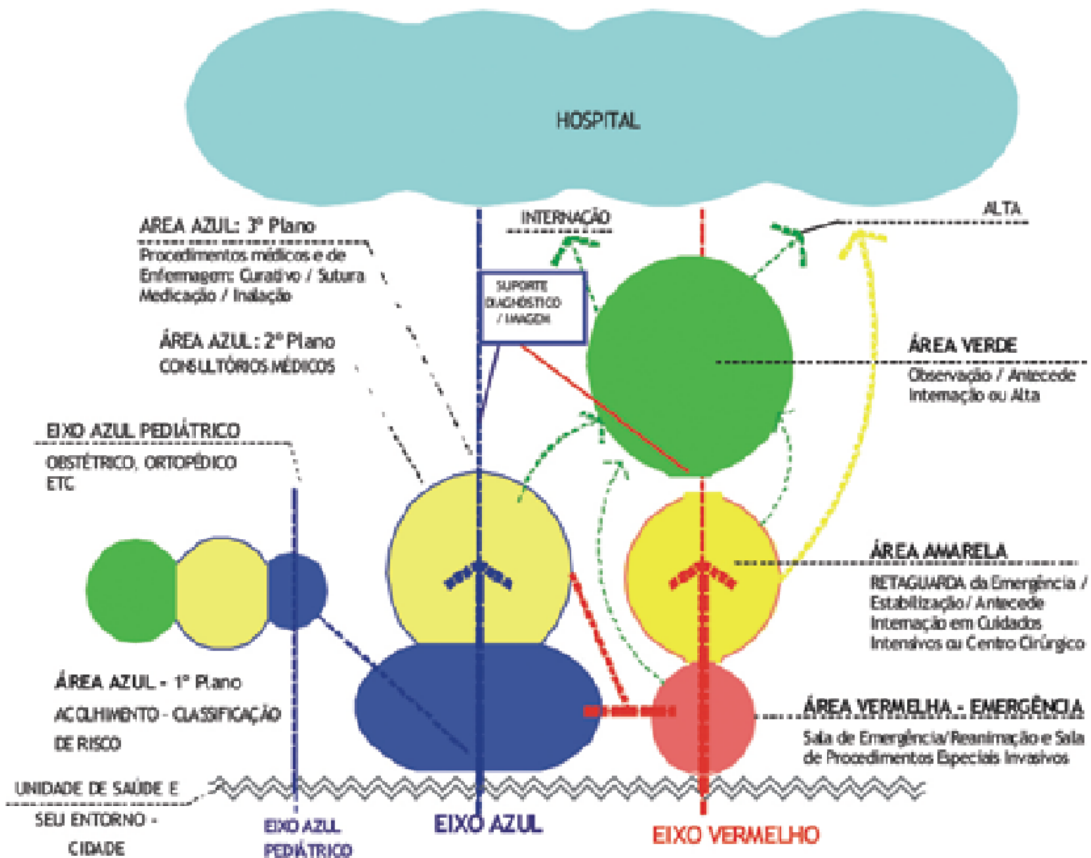 HOSPITAL
AREA AZUL: 3º Plano
Procedimentos médicos e de
Enfermagem: Curativo / Sutura
Medicação / Inalação
INTERNAÇÃO
ALTA
SUPORTE
DIAGNÓSTICO
/ IMAGEM
ÁREA AZUL: 2º Plano
CONSULTÓRIOS MÉDICOS
ÁREA VERDE
Observação / Antecede
Internação ou Alta
EIXO AZUL PEDIÁTRICO
OBSTÉTRICO, ORTOPÉDICO
ETC
ÁREA AMARELA
RETAGUARDA da Emergência /
Estabilização / Antecede
Internação em Cuidados
Intensivos ou Centro Cirúrgico
ÁREA AZUL - 1º Plano
ACOLHIMENTO - CLASSIFICAÇÃO
DE RISCO
ÁREA VERMELHA - EMERGÊNCIA
Sala de Emergência/Reanimação e Sala
de Procedimentos Especiais Invasivos
UNIDADE DE SAÚDE E
SEU ENTORNO -
CIDADE
EIXO AZUL
PEDIÁTRICO
EIXO AZUL
EIXO VERMELHO